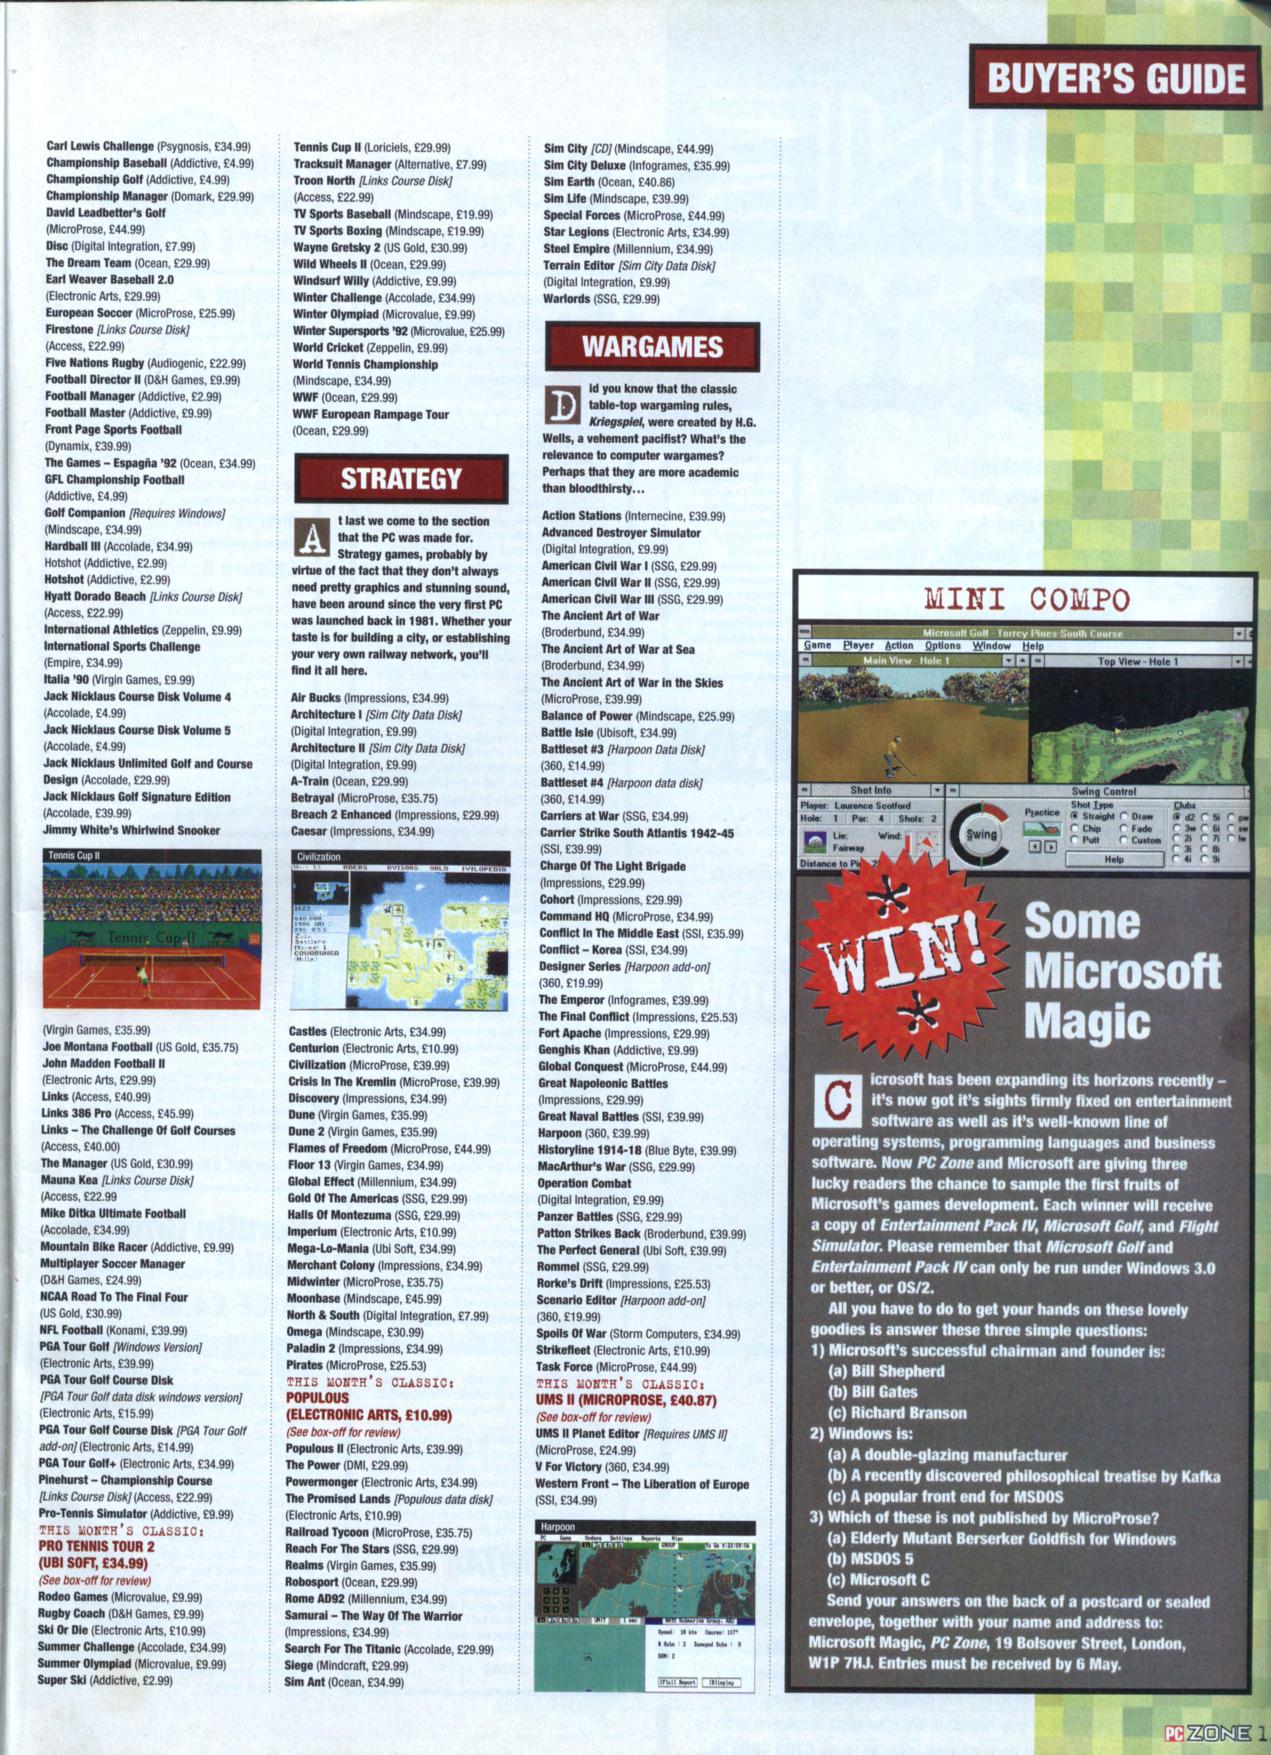 BUYER'S GUIDE
Carl Lewis Challenge (Psygnosis, £34.99)
Championship Baseball (Addictive, £4.99)
Championship Golf (Addictive, £4.99)
Championship Manager (Domark, £29.99)
David Leadbetter's Golf
(MicroProse, £44.99)
Disc (Digital Integration, £7.99)
The Dream Team (Ocean, £29.99)
Earl Weaver Baseball 2.0
(Electronic Arts, £29.99)
European Soccer (MicroProse, £25.99)
Firestone [Links Course Disk]
(Access, £22.99)
Five Nations Rugby (Audiogenic, £22.99)
Football Director II (D&H Games, £9.99)
Football Manager (Addictive, £2.99)
Football Master (Addictive, £9.99)
Front Page Sports Football
(Dynamix, £39.99)
The Games – Espagña '92 (Ocean, £34.99)
GFL Championship Football
(Addictive, £4.99)
Golf Companion [Requires Windows]
(Mindscape, £34.99)
Hardball III (Accolade, £34.99)
Hotshot (Addictive, £2.99)
Hotshot (Addictive, £2.99)
Hyatt Dorado Beach [Links Course Disk]
(Access, £22.99)
International Athletics (Zeppelin, £9.99)
International Sports Challenge
(Empire, £34.99)
Italia '90 (Virgin Games, £9.99)
Jack Nicklaus Course Disk Volume 4
(Accolade, £4.99)
Jack Nicklaus Course Disk Volume 5
(Accolade, £4.99)
Jack Nicklaus Unlimited Golf and Course
Design (Accolade, £29.99)
Jack Nicklaus Golf Signature Edition
(Accolade, £39.99)
Jimmy White's Whirlwind Snooker
Tennis Cup II
Tennis Cup II
(Virgin Games, £35.99)
Joe Montana Football (US Gold, £35.75)
John Madden Football II
(Electronic Arts, £29.99)
Links (Access, £40.99)
Links 386 Pro (Access, £45.99)
Links – The Challenge Of Golf Courses
(Access, £40.00)
The Manager (US Gold, £30.99)
Mauna Kea [Links Course Disk]
(Access, £22.99
Mike Ditka Ultimate Football
(Accolade, £34.99)
Mountain Bike Racer (Addictive, £9.99)
Multiplayer Soccer Manager
(D&H Games, £24.99)
NCAA Road To The Final Four
(US Gold, £30.99)
NFL Football (Konami, £39.99)
PGA Tour Golf [Windows Version]
(Electronic Arts, £39.99)
PGA Tour Golf Course Disk
[PGA Tour Golf data disk windows version]
(Electronic Arts, £15.99)
PGA Tour Golf Course Disk [PGA Tour Golf
add-on] (Electronic Arts, £14.99)
PGA Tour Golf+ (Electronic Arts, £34.99)
Pinehurst – Championship Course
[Links Course Disk] (Access, £22.99)
Pro-Tennis Simulator (Addictive, £9.99)
THIS MONTH'S CLASSIC:
PRO TENNIS TOUR 2
(UBI SOFT, £34.99)
(See box-off for review)
Rodeo Games (Microvalue, £9.99)
Rugby Coach (D&H Games, £9.99)
Ski Or Die (Electronic Arts, £10.99)
Summer Challenge (Accolade, £34.99)
Summer Olympiad (Microvalue, £9.99)
Super Ski (Addictive, £2.99)
Tennis Cup II (Loriciels, £29.99)
Tracksuit Manager (Alternative, £7.99)
Troon North [Links Course Disk]
(Access, £22.99)
TV Sports Baseball (Mindscape, £19.99)
TV Sports Boxing (Mindscape, £19.99)
Wayne Gretsky 2 (US Gold, £30.99)
Wild Wheels II (Ocean, £29.99)
Windsurf Willy (Addictive, £9.99)
Winter Challenge (Accolade, £34.99)
Winter Olympiad (Microvalue, £9.99)
Winter Supersports '92 (Microvalue, £25.99)
World Cricket (Zeppelin, £9.99)
World Tennis Championship
(Mindscape, £34.99)
WWF (Ocean, £29.99)
WWF European Rampage Tour
(Ocean, £29.99)
STRATEGY
At last we come to the section
that the PC was made for.
Strategy games, probably by
virtue of the fact that they don't always
need pretty graphics and stunning sound,
have been around since the very first PC
was launched back in 1981. Whether your
taste is for building a city, or establishing
your very own railway network, you'll
find it all here.
Air Bucks (Impressions, £34.99)
Architecture I [Sim City Data Disk]
(Digital Integration, £9.99)
Architecture II [Sim City Data Disk]
(Digital Integration, £9.99)
A-Train (Ocean, £29.99)
Betrayal (MicroProse, £35.75)
Breach 2 Enhanced (Impressions, £29.99)
Caesar (Impressions, £34.99)
Civilization
Castles (Electronic Arts, £34.99)
Centurion (Electronic Arts, £10.99)
Civilization (MicroProse, £39.99)
Crisis In The Kremlin (MicroProse, £39.99)
Discovery (Impressions, £34.99)
Dune (Virgin Games, £35.99)
Dune 2 (Virgin Games, £35.99)
Flames of Freedom (MicroProse, £44.99)
Floor 13 (Virgin Games, £34.99)
Global Effect (Millennium, £34.99)
Gold Of The Americas (SSG, £29.99)
Halls Of Montezuma (SSG, £29.99)
Imperium (Electronic Arts, £10.99)
Mega-Lo-Mania (Ubi Soft, £34.99)
Merchant Colony (Impressions, £34.99)
Midwinter (MicroProse, £35.75)
Moonbase (Mindscape, £45.99)
North & South (Digital Integration, £7.99)
Omega (Mindscape, £30.99)
Paladin 2 (Impressions, £34.99)
Pirates (MicroProse, £25.53)
THIS MONTH'S CLASSIC:
POPULOUS
(ELECTRONIC ARTS, £10.99)
(See box-off for review)
Populous II (Electronic Arts, £39.99)
The Power (DMI, £29.99)
Powermonger (Electronic Arts, £34.99)
The Promised Lands [Populous data disk]
(Electronic Arts, £10.99)
Railroad Tycoon (MicroProse, £35.75)
Reach For The Stars (SSG, £29.99)
Realms (Virgin Games, £35.99)
Robosport (Ocean, £29.99)
Rome AD92 (Millennium, £34.99)
Samurai – The Way Of The Warrior
(Impressions, £34.99)
Search For The Titanic (Accolade, £29.99)
Siege (Mindcraft, £29.99)
Sim Ant (Ocean, £34.99)
Sim City [CD] (Mindscape, £44.99)
Sim City Deluxe (Infogrames, £35.99)
Sim Earth (Ocean, £40.86)
Sim Life (Mindscape, £39.99)
Special Forces (MicroProse, £44.99)
Star Legions (Electronic Arts, £34.99)
Steel Empire (Millennium, £34.99)
Terrain Editor [Sim City Data Disk]
(Digital Integration, £9.99)
Warlords (SSG, £29.99)
WARGAMES
Did you know that the classic
table-top wargaming rules,
Kriegspiel, were created by H.G.
Wells, a vehement pacifist? What's the
relevance to computer wargames?
Perhaps that they are more academic
than bloodthirsty...
Action Stations (Internecine, £39.99)
Advanced Destroyer Simulator
(Digital Integration, £9.99)
American Civil War I (SSG, £29.99)
American Civil War II (SSG, £29.99)
American Civil War III (SSG, £29.99)
The Ancient Art of War
(Broderbund, £34.99)
The Ancient Art of War at Sea
(Broderbund, £34.99)
The Ancient Art of War in the Skies
(MicroProse, £39.99)
Balance of Power (Mindscape, £25.99)
Battle Isle (Ubisoft, £34.99)
Battleset #3 [Harpoon Data Disk]
(360, £14.99)
Battleset #4 [Harpoon data disk]
(360, £14.99)
Carriers at War (SSG, £34.99)
Carrier Strike South Atlantis 1942-45
(SSI, £39.99)
Charge Of The Light Brigade
(Impressions, £29.99)
Cohort (Impressions, £29.99)
Command HQ (MicroProse, £34.99)
Conflict In The Middle East (SSI, £35.99)
Conflict – Korea (SSI, £34.99)
Designer Series [Harpoon add-on]
(360, £19.99)
The Emperor (Infogrames, £39.99)
The Final Conflict (Impressions, £25.53)
Fort Apache (Impressions, £29.99)
Genghis Khan (Addictive, £9.99)
Global Conquest (MicroProse, £44.99)
Great Napoleonic Battles
(Impressions, £29.99)
Great Naval Battles (SSI, £39.99)
Harpoon (360, £39.99)
Historyline 1914-18 (Blue Byte, £39.99)
MacArthur's War (SSG, £29.99)
Operation Combat
(Digital Integration, £9.99)
Panzer Battles (SSG, £29.99)
Patton Strikes Back (Broderbund, £39.99)
The Perfect General (Ubi Soft, £39.99)
Rommel (SSG, £29.99)
Rorke's Drift (Impressions, £25.53)
Scenario Editor [Harpoon add-on]
(360, £19.99)
Spoils Of War (Storm Computers, £34.99)
Strikefleet (Electronic Arts, £10.99)
Task Force (MicroProse, £44.99)
THIS MONTH'S CLASSIC:
UMS II (MICROPROSE, £40.87)
(See box-off for review)
UMS II Planet Editor [Requires UMS II]
(MicroProse, £24.99)
V For Victory (360, £34.99)
Western Front – The Liberation of Europe
(SSI, £34.99)
Harpoon
MINI COMPO
Microsoft Golf - Torrey Pines-South Course
Game Player Action Options Window Help
Main View - Hole 1
Top View - Hole 1
Shot Info
Swing Control
Player: Laurence Scotford
Hole: 1 Par: 4 Shots: 2
Lie: Fairway
Wind:
Distance to Pi
Swing
Practice
Shot Type
Straight Draw
Chip Fade
Putt Custom
Help
Clubs
WIN!
Some
Microsoft
Magic
Cicrosoft has been expanding its horizons recently –
it's now got it's sights firmly fixed on entertainment
software as well as it's well-known line of
operating systems, programming languages and business
software. Now PC Zone and Microsoft are giving three
lucky readers the chance to sample the first fruits of
Microsoft's games development. Each winner will receive
a copy of Entertainment Pack IV, Microsoft Golf, and Flight
Simulator. Please remember that Microsoft Golf and
Entertainment Pack IV can only be run under Windows 3.0
or better, or OS/2.
All you have to do to get your hands on these lovely
goodies is answer these three simple questions:
1) Microsoft's successful chairman and founder is:
(a) Bill Shepherd
(b) Bill Gates
(c) Richard Branson
2) Windows is:
(a) A double-glazing manufacturer
(b) A recently discovered philosophical treatise by Kafka
(c) A popular front end for MSDOS
3) Which of these is not published by MicroProse?
(a) Elderly Mutant Berserker Goldfish for Windows
(b) MSDOS 5
(c) Microsoft C
Send your answers on the back of a postcard or sealed
envelope, together with your name and address to:
Microsoft Magic, PC Zone, 19 Bolsover Street, London,
W1P 7HJ. Entries must be received by 6 May.
PC ZONE 1